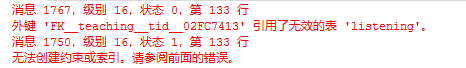 消息 1767，级别 16，状态 0，第 133 行
外键 'FK__teaching__tid__02FC7413' 引用了无效的表 'listening'。
消息 1750，级别 16，状态 1，第 133 行
无法创建约束或索引。请参阅前面的错误。